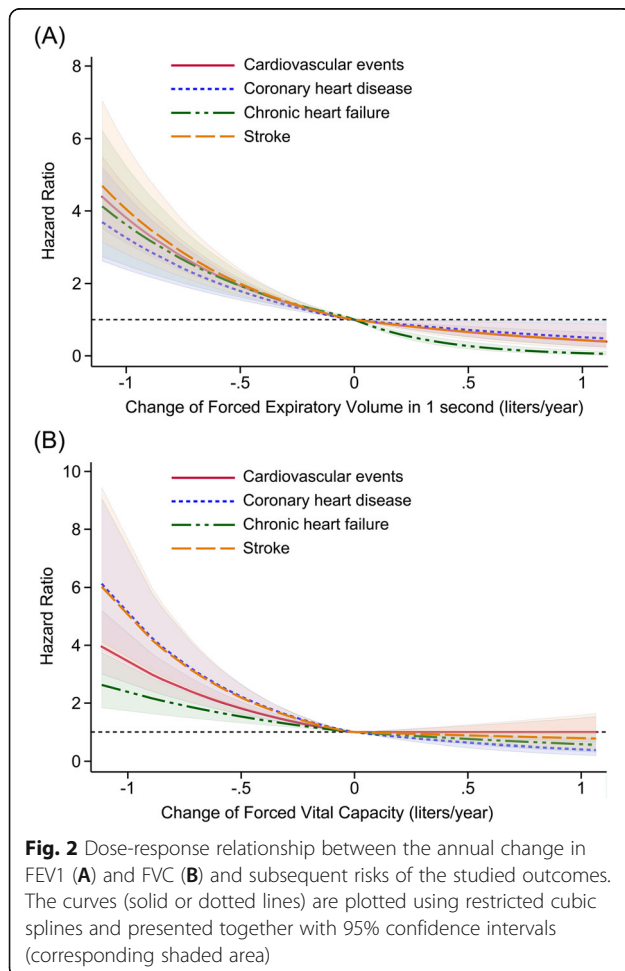 (A)
8
6
4
2
0
Hazard Ratio
Cardiovascular events
Coronary heart disease
Chronic heart failure
Stroke
-1
-.5
0
.5
1
Change of Forced Expiratory Volume in 1 second (liters/year)
(B)
10
8
6
4
2
0
Hazard Ratio
Cardiovascular events
Coronary heart disease
Chronic heart failure
Stroke
-1
-.5
0
.5
1
Change of Forced Vital Capacity (liters/year)
Fig. 2 Dose-response relationship between the annual change in
FEV1 (A) and FVC (B) and subsequent risks of the studied outcomes.
The curves (solid or dotted lines) are plotted using restricted cubic
splines and presented together with 95% confidence intervals
(corresponding shaded area)